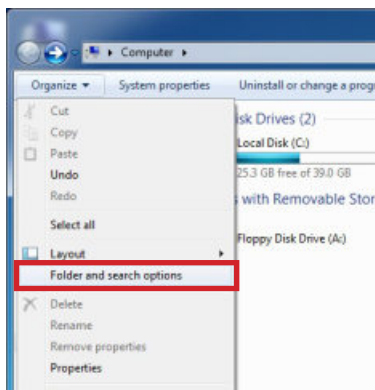 Computer
Organize System properties Uninstall or change a prog
Cut
Copy
Paste
Undo
Redo
Select all
Layout
Folder and search options
Delete
Rename
Remove properties
Properties
isk Drives (2)
Local Disk (C:)
25.3 GB free of 39.0 GB
s with Removable Stor
Floppy Disk Drive (A:)